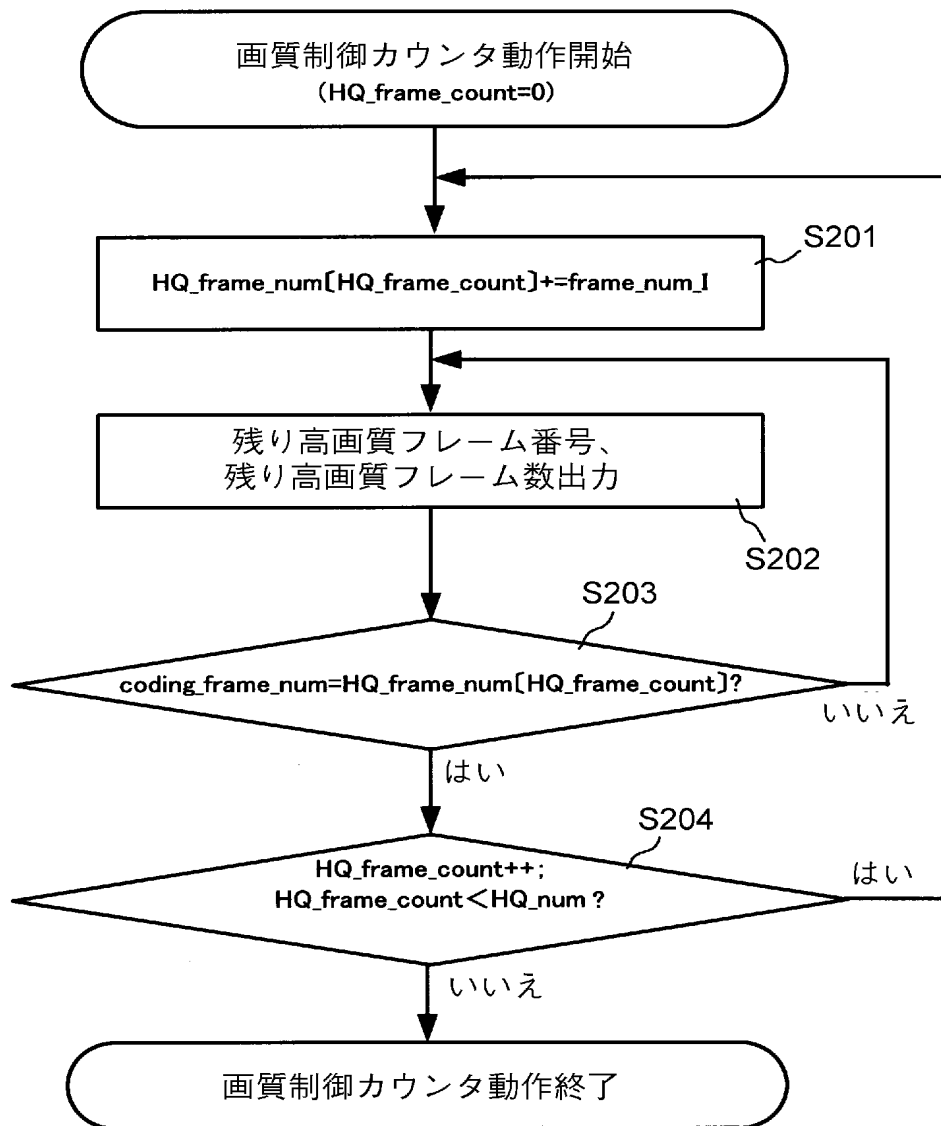 画質制御カウンタ動作開始
(HQ_frame_count=0)
S201
HQ_frame_num[HQ_frame_count]+=frame_num_I
残り高画質フレーム番号、
残り高画質フレーム数出力
S202
S203
coding_frame_num=HQ_frame_num[HQ_frame_count]?
いいえ
はい
S204
HQ_frame_count++;
HQ_frame_count<HQ_num?
はい
いいえ
画質制御カウンタ動作終了